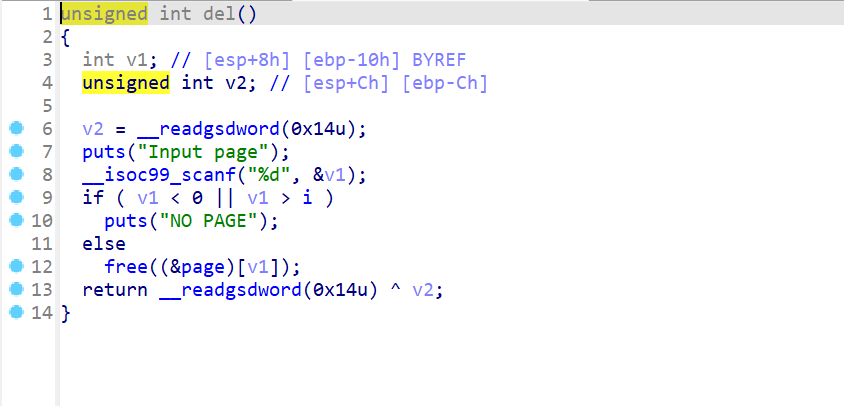 1 unsigned int del()
2 {
3   int v1; // [esp+8h] [ebp-10h] BYREF
4   unsigned int v2; // [esp+Ch] [ebp-Ch]
5
6   v2 = __readgsdword(0x14u);
7   puts("Input page");
8   __isoc99_scanf("%d", &v1);
9   if ( v1 < 0 || v1 > i )
10     puts("NO PAGE");
11   else
12     free((&page)[v1]);
13   return __readgsdword(0x14u) ^ v2;
14 }